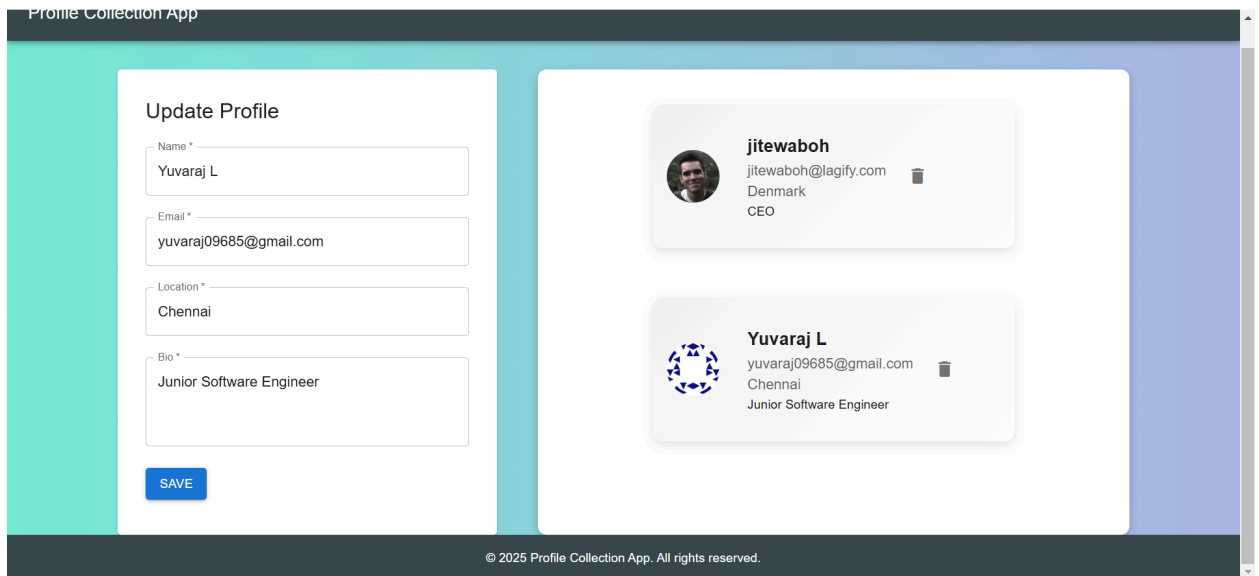 Profile Collection App
Update Profile
Name *
Yuvaraj L
Email *
yuvaraj09685@gmail.com
Location *
Chennai
Bio *
Junior Software Engineer
SAVE
jitewaboh
jitewaboh@lagify.com
Denmark
CEO
Yuvaraj L
yuvaraj09685@gmail.com
Chennai
Junior Software Engineer
© 2025 Profile Collection App. All rights reserved.